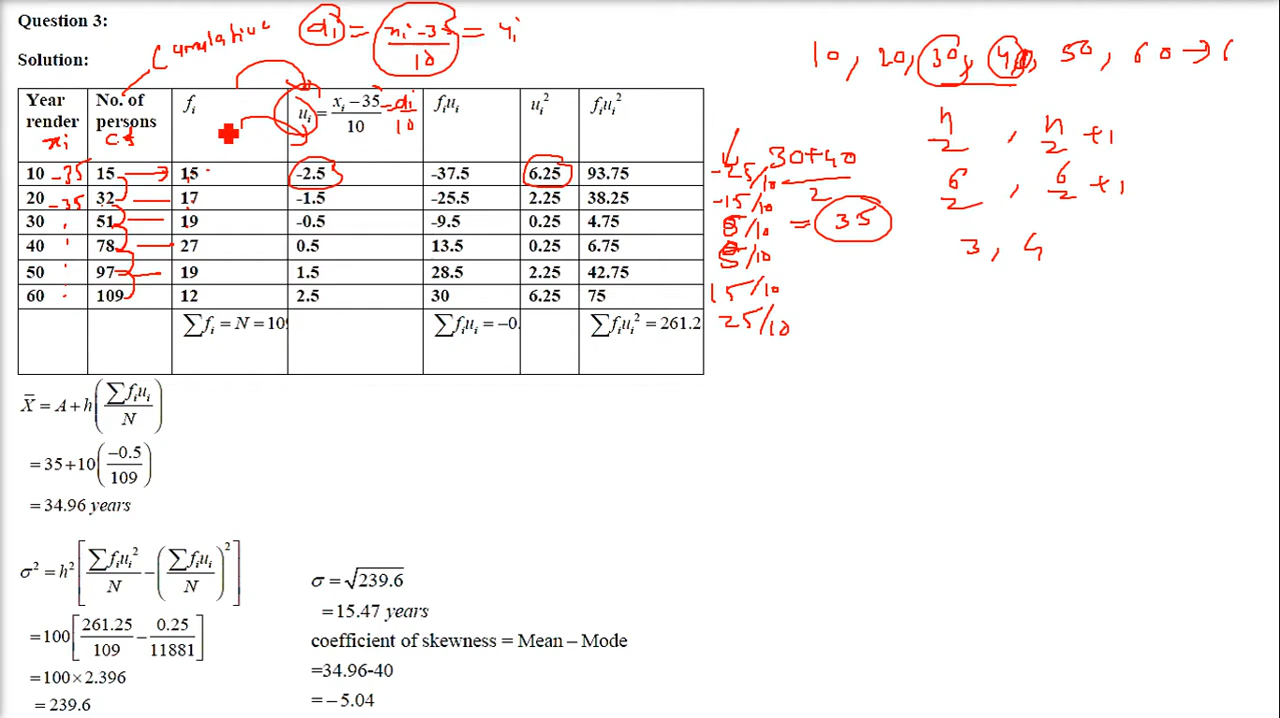 Question 3:
Cumulative
di = xi-35/10 = yi
10, 20, 30, 40, 50, 60 → 6
Solution:
Year render No. of persons fi ui = xi − 35/10 = di/10 fiui ui² fiui²
xi cf
n/2, n/2 +1
10 -35 15 15 -2.5 -37.5 6.25 93.75
20 -35 32 17 -1.5 -25.5 2.25 38.25
30 51 19 -0.5 -9.5 0.25 4.75
40 78 27 0.5 13.5 0.25 6.75
50 97 19 1.5 28.5 2.25 42.75
60 109 12 2.5 30 6.25 75
∑fi = N = 109 ∑fiui = −0. ∑fiui² = 261.2
-25/10
-15/10
5/10
5/10
15/10
25/10
30+40/2
= 35
6/2, 6/2 +1
3, 4
X̄ = A + h(∑fiui/N)
= 35 + 10(−0.5/109)
= 34.96 years
σ² = h²[∑fiui²/N − (∑fiui/N)²]
= 100[261.25/109 − 0.25/11881]
= 100 × 2.396
= 239.6
σ = √239.6
= 15.47 years
coefficient of skewness = Mean − Mode
=34.96-40
= −5.04